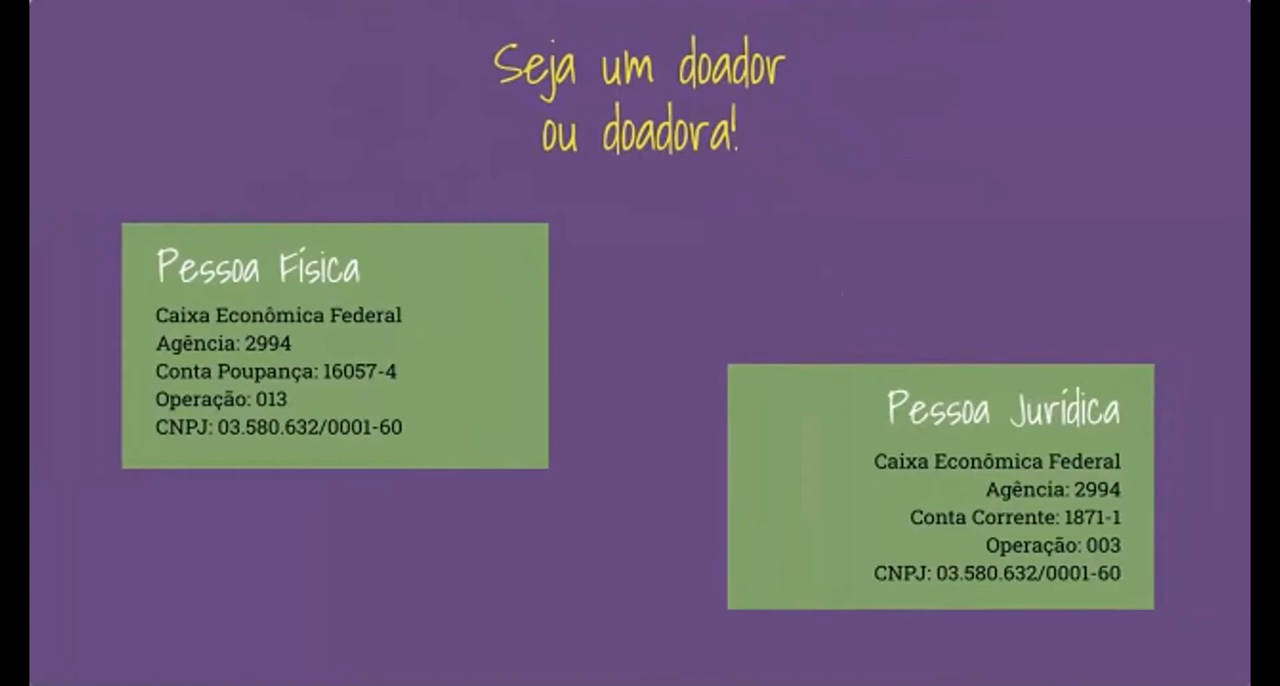 Seja um doador
ou doadora!
Pessoa Física
Caixa Econômica Federal
Agência: 2994
Conta Poupança: 16057-4
Operação: 013
CNPJ: 03.580.632/0001-60
Pessoa Jurídica
Caixa Econômica Federal
Agência: 2994
Conta Corrente: 1871-1
Operação: 003
CNPJ: 03.580.632/0001-60